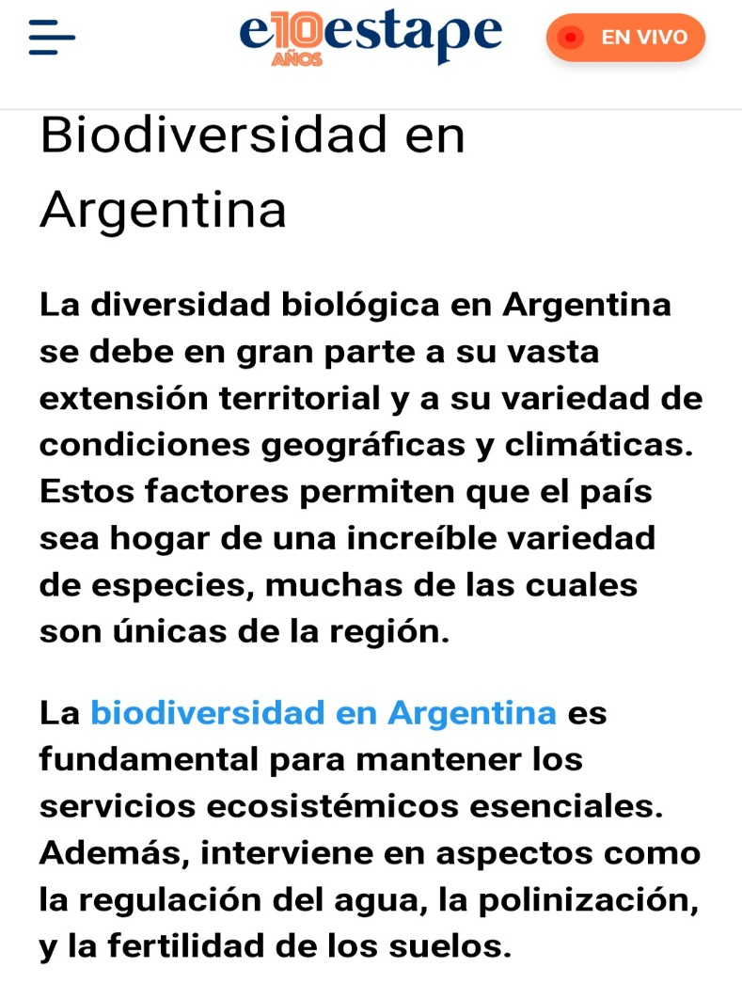 e10estape
AÑOS
EN VIVO
Biodiversidad en
Argentina
La diversidad biológica en Argentina
se debe en gran parte a su vasta
extensión territorial y a su variedad de
condiciones geográficas y climáticas.
Estos factores permiten que el país
sea hogar de una increíble variedad
de especies, muchas de las cuales
son únicas de la región.
La biodiversidad en Argentina es
fundamental para mantener los
servicios ecosistémicos esenciales.
Además, interviene en aspectos como
la regulación del agua, la polinización,
y la fertilidad de los suelos.